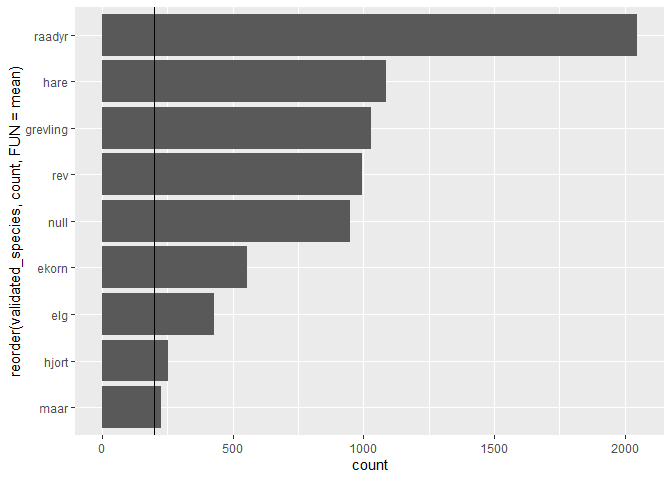 reorder(validated_species, count, FUN = mean)
raadyr
hare
grevling
rev
null
ekorn
elg
hjort
maar
0 500 1000 1500 2000
count